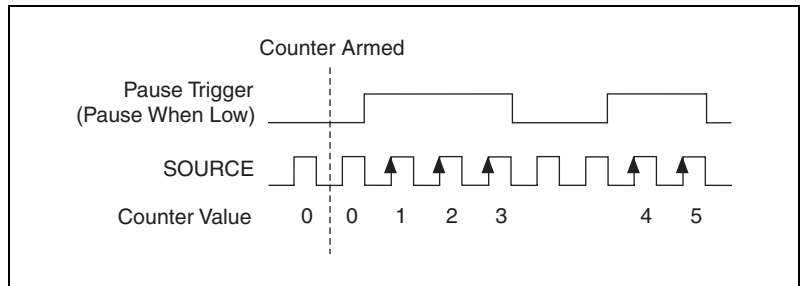 Counter Armed
Pause Trigger
(Pause When Low)
SOURCE
Counter Value 0 0 1 2 3 4 5